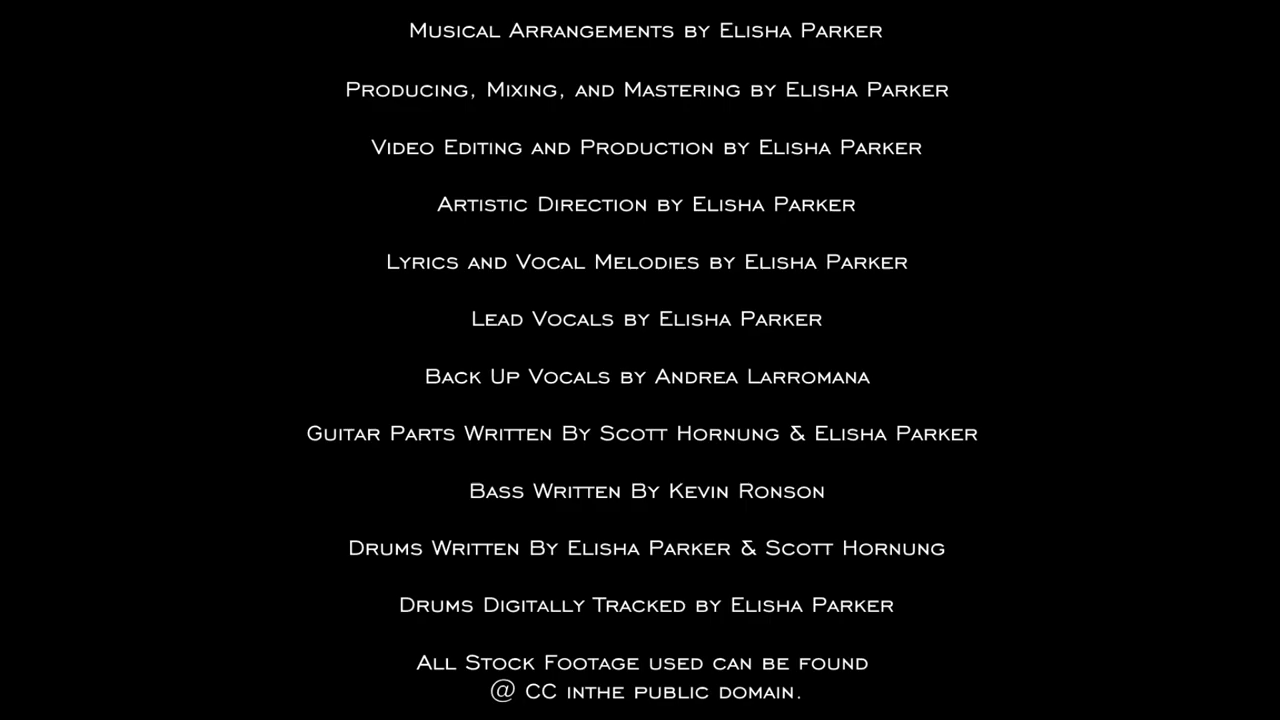 Musical Arrangements by Elisha Parker
Producing, Mixing, and Mastering by Elisha Parker
Video Editing and Production by Elisha Parker
Artistic Direction by Elisha Parker
Lyrics and Vocal Melodies by Elisha Parker
Lead Vocals by Elisha Parker
Back Up Vocals by Andrea Larromana
Guitar Parts Written By Scott Hornung & Elisha Parker
Bass Written By Kevin Ronson
Drums Written By Elisha Parker & Scott Hornung
Drums Digitally Tracked by Elisha Parker
All Stock Footage used can be found
@ CC inthe public domain.